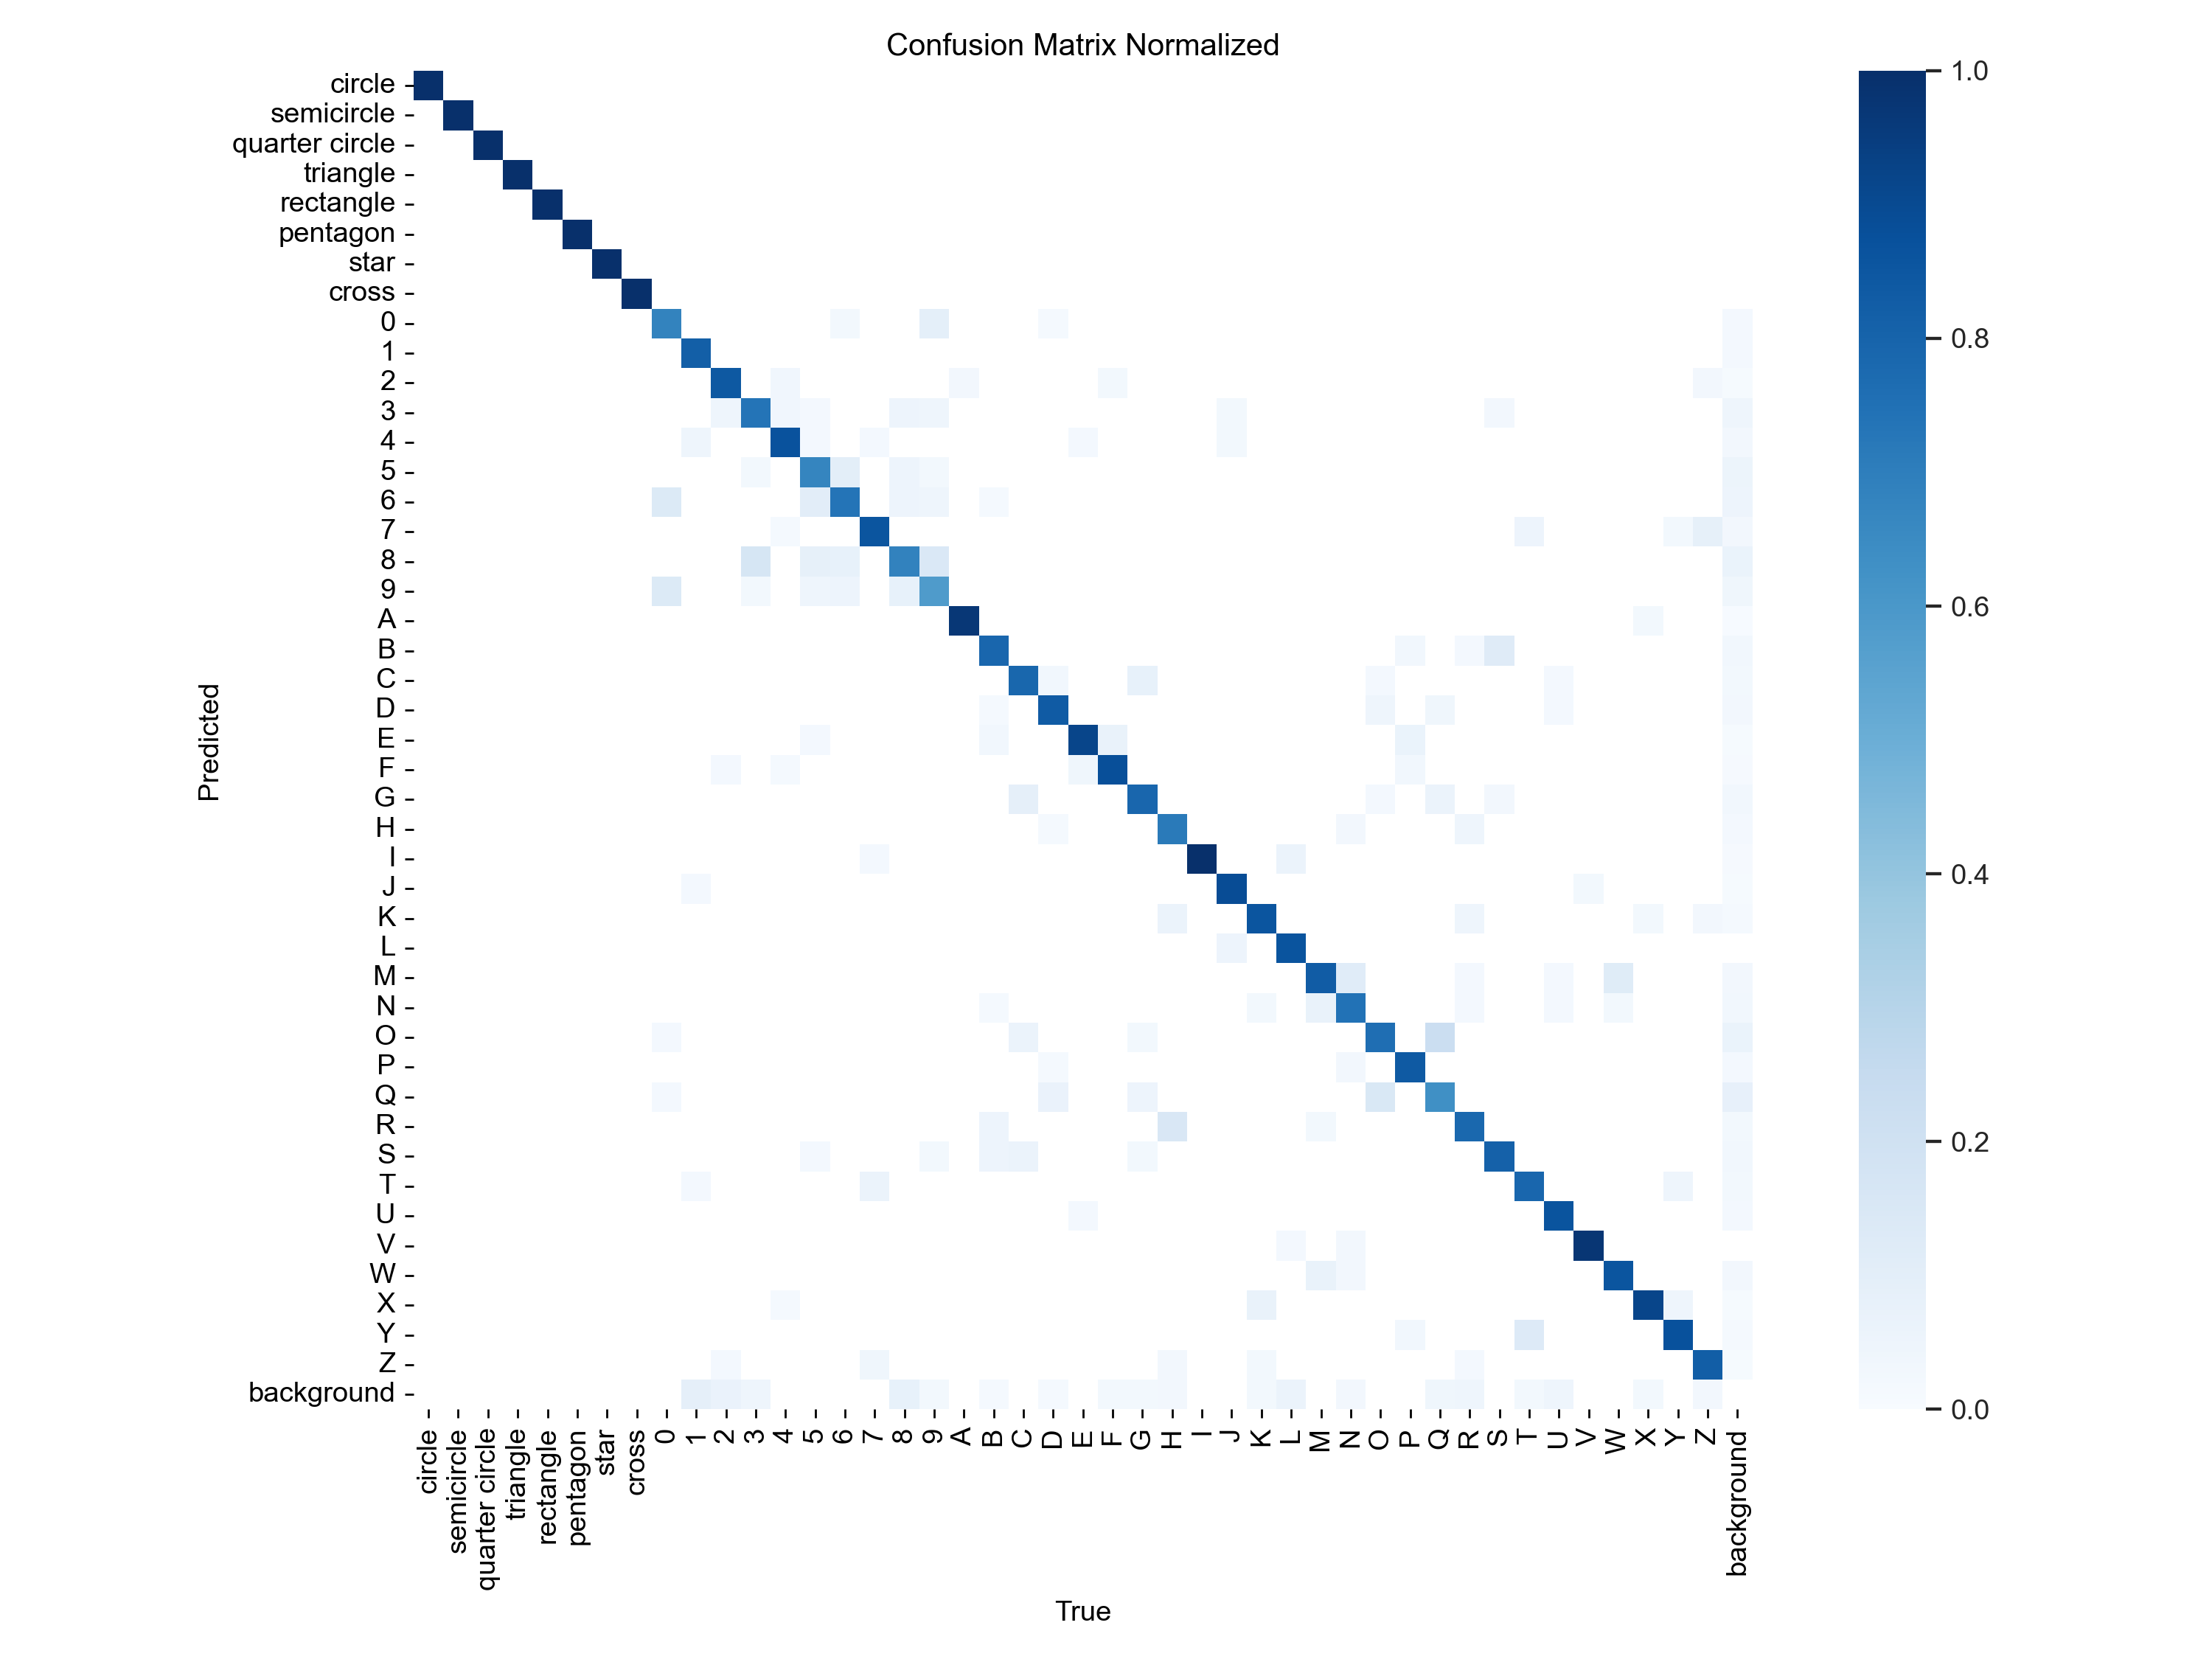 Confusion Matrix Normalized
circle
semicircle
quarter circle
triangle
rectangle
pentagon
star
cross
0
1
2
3
4
5
6
7
8
9
A
B
C
D
E
F
G
H
I
J
K
L
M
N
O
P
Q
R
S
T
U
V
W
X
Y
Z
background
Predicted
circle
semicircle
quarter circle
triangle
rectangle
pentagon
star
cross
0
1
2
3
4
5
6
7
8
9
A
B
C
D
E
F
G
H
I
J
K
L
M
N
O
P
Q
R
S
T
U
V
W
X
Y
Z
background
True
1.0
0.8
0.6
0.4
0.2
0.0